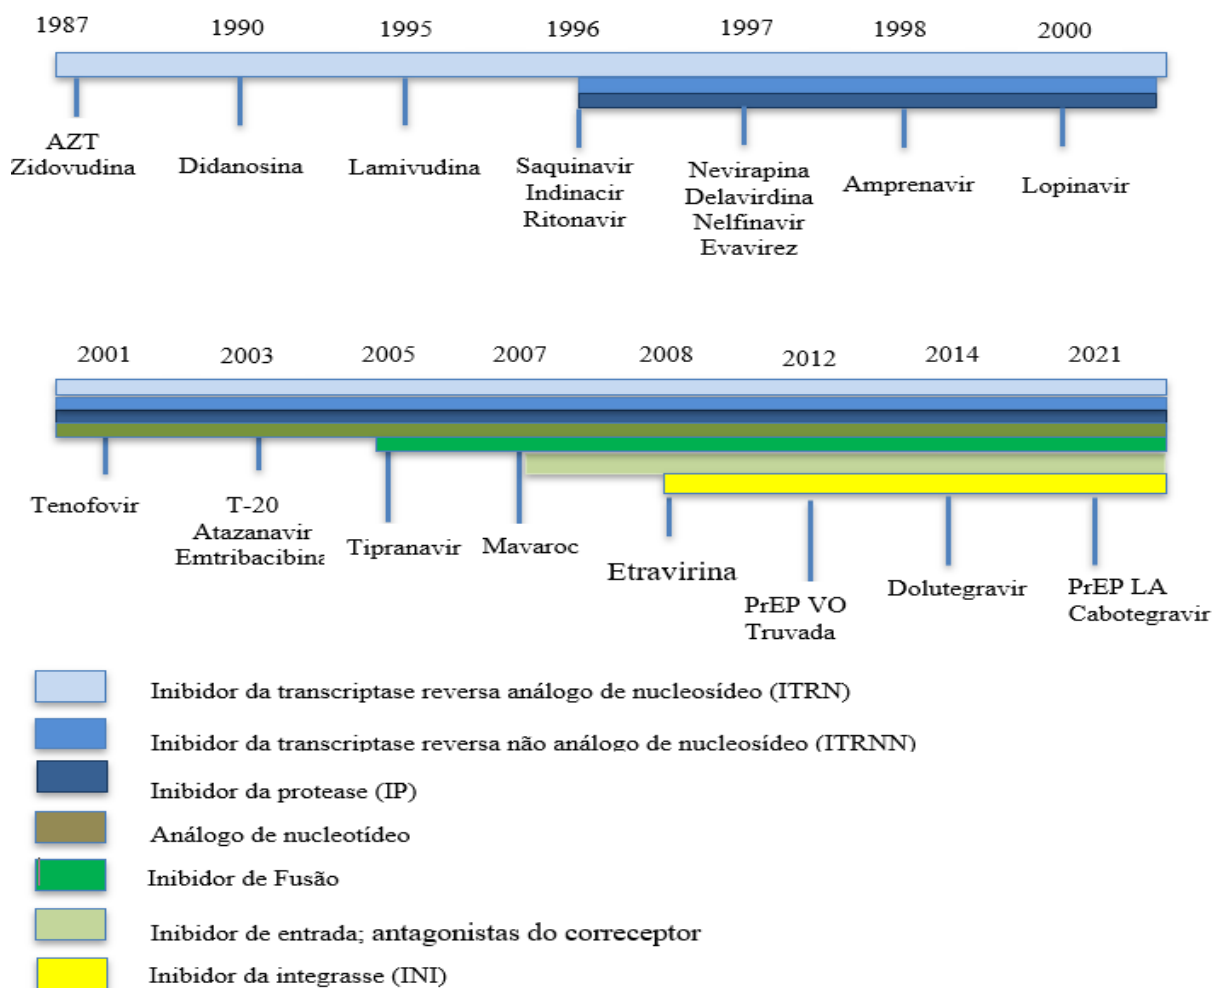 1987 1990 1995 1996 1997 1998 2000
AZT
Zidovudina
Didanosina
Lamivudina
Saquinavir
Indinacir
Ritonavir
Nevirapina
Delavirdina
Nelfinavir
Evavirez
Amprenavir
Lopinavir
2001 2003 2005 2007 2008 2012 2014 2021
Tenofovir
T-20
Atazanavir
Emtribacibina
Tipranavir
Mavaroc
Etravirina
PrEP VO
Truvada
Dolutegravir
PrEP LA
Cabotegravir
Inibidor da transcriptase reversa análogo de nucleosídeo (ITRN)
Inibidor da transcriptase reversa não análogo de nucleosídeo (ITRNN)
Inibidor da protease (IP)
Análogo de nucleotídeo
Inibidor de Fusão
Inibidor de entrada; antagonistas do correceptor
Inibidor da integrasse (INI)